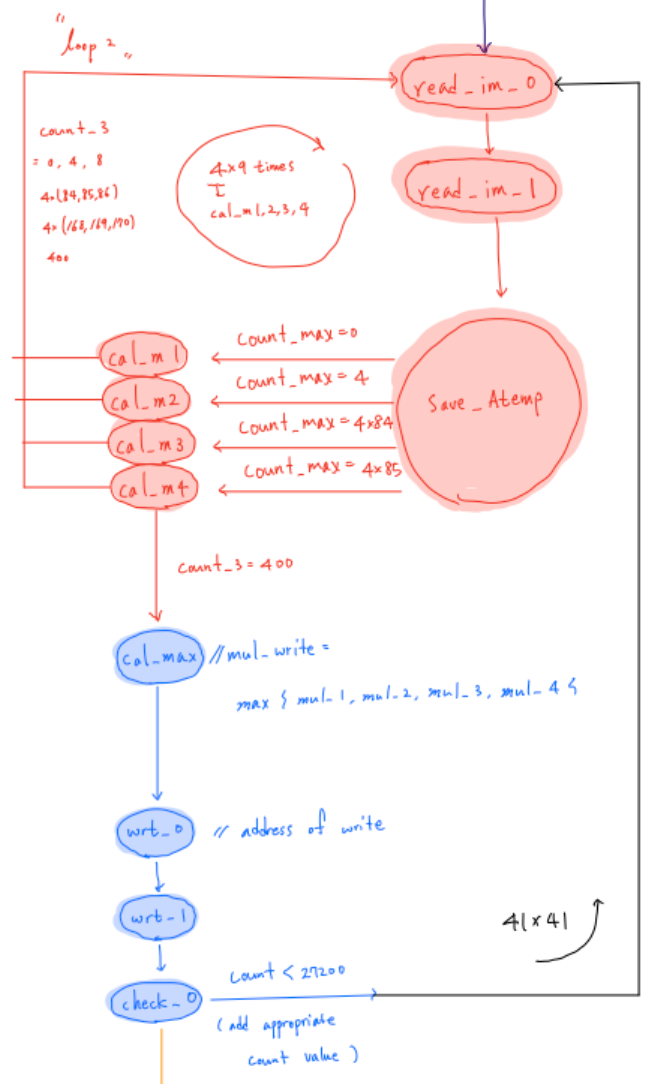 " loop 2 "
read_im_0
count_3
= 0, 4, 8
4×(84,85,86)
4×(168,169,170)
400
4×9 times
cal_m1,2,3,4
read_im_1
cal_m1
count_max=0
cal_m2
count_max=4
Save_Atemp
cal_m3
count_max=4×84
cal_m4
count_max=4×85
count_3=400
cal_max //mul_write=
max { mul_1, mul_2, mul_3, mul_4 }
wrt_0 // address of write
wrt_1
41×41
check_0
count < 27200
(add appropriate
count value)